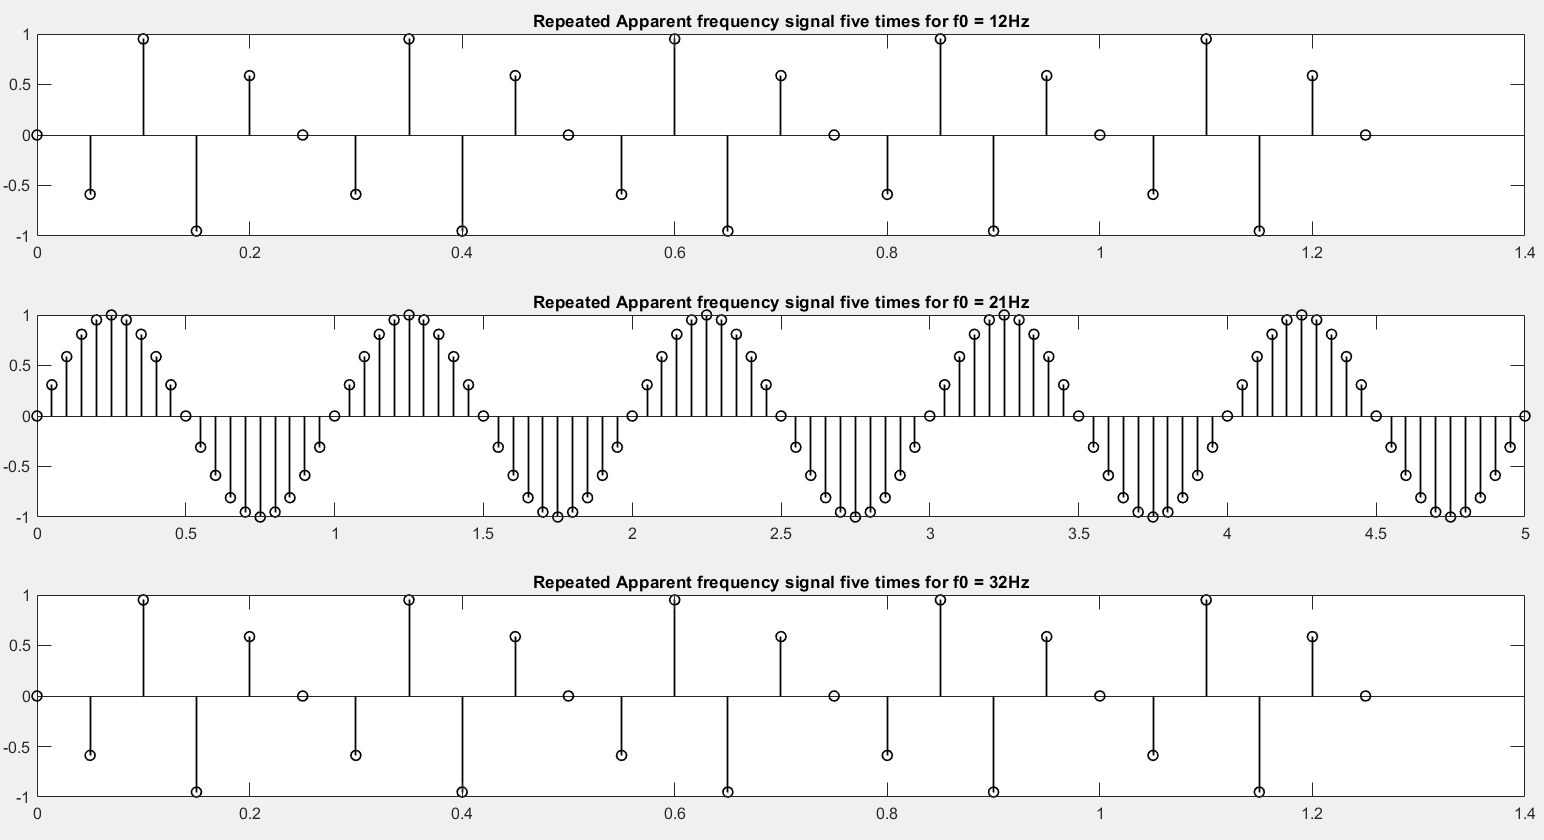 Repeated Apparent frequency signal five times for f0 = 12Hz
1
0.5
0
-0.5
-1
0 0.2 0.4 0.6 0.8 1 1.2 1.4
Repeated Apparent frequency signal five times for f0 = 21Hz
1
0.5
0
-0.5
-1
0 0.5 1 1.5 2 2.5 3 3.5 4 4.5 5
Repeated Apparent frequency signal five times for f0 = 32Hz
1
0.5
0
-0.5
-1
0 0.2 0.4 0.6 0.8 1 1.2 1.4